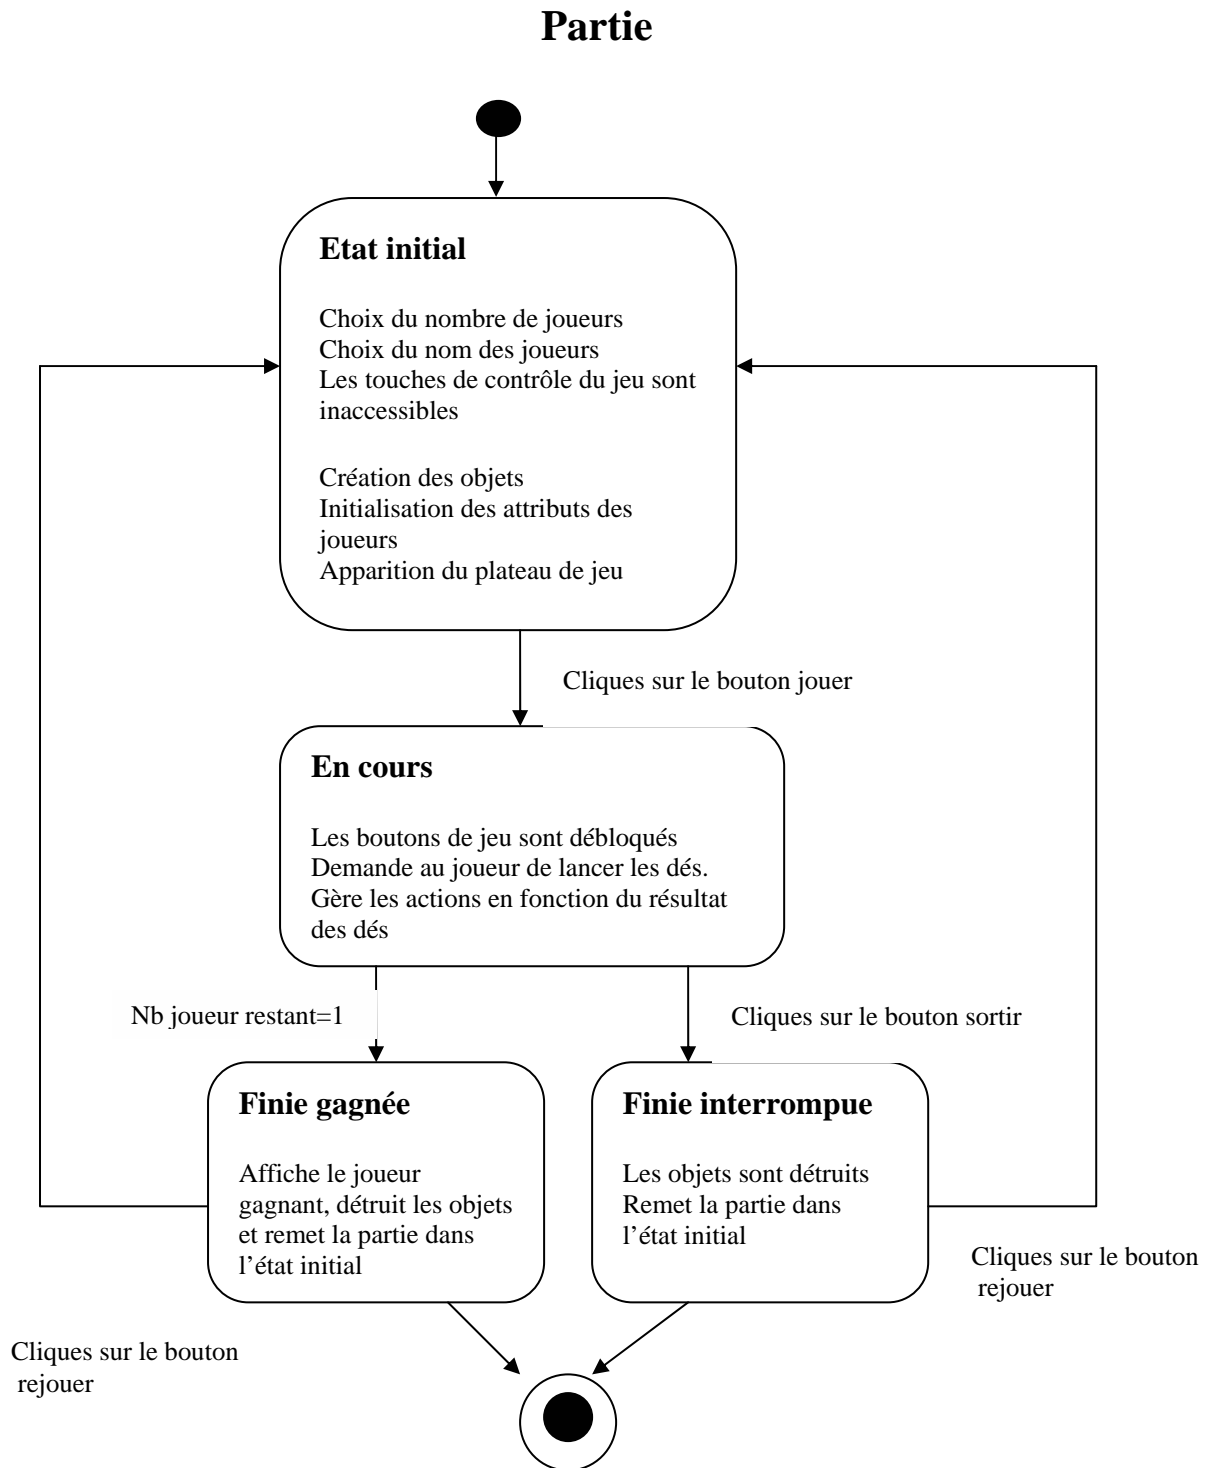 Partie
Etat initial
Choix du nombre de joueurs
Choix du nom des joueurs
Les touches de contrôle du jeu sont
inaccessibles
Création des objets
Initialisation des attributs des
joueurs
Apparition du plateau de jeu
Cliques sur le bouton jouer
En cours
Les boutons de jeu sont débloqués
Demande au joueur de lancer les dés.
Gère les actions en fonction du résultat
des dés
Nb joueur restant=1
Cliques sur le bouton sortir
Finie gagnée
Affiche le joueur
gagnant, détruit les objets
et remet la partie dans
l’état initial
Finie interrompue
Les objets sont détruits
Remet la partie dans
l’état initial
Cliques sur le bouton
rejouer
Cliques sur le bouton
rejouer